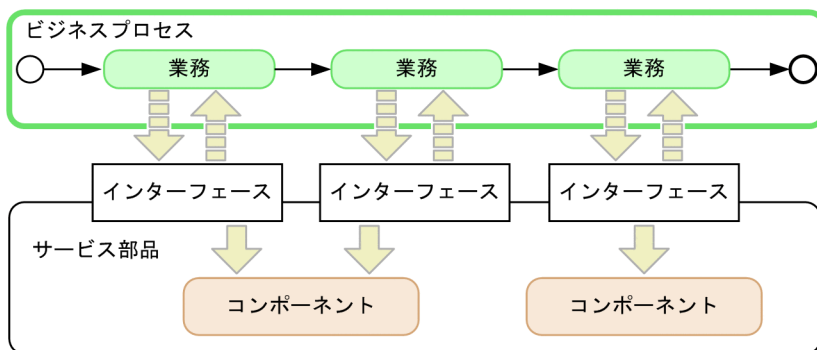 ビジネスプロセス
業務
業務
業務
インターフェース
インターフェース
インターフェース
サービス部品
コンポーネント
コンポーネント